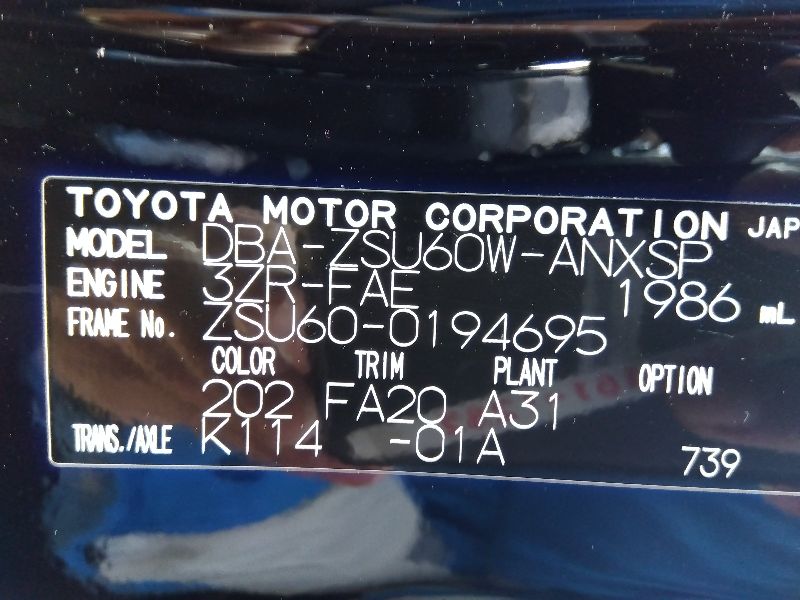 TOYOTA MOTOR CORPORATION JAP
MODEL DBA-ZSU60W-ANXSP
ENGINE 3ZR-FAE 1986 mL
FRAME No. ZSU60-0194695
COLOR TRIM PLANT OPTION
202 FA20 A31
TRANS./AXLE K114 -01A 739